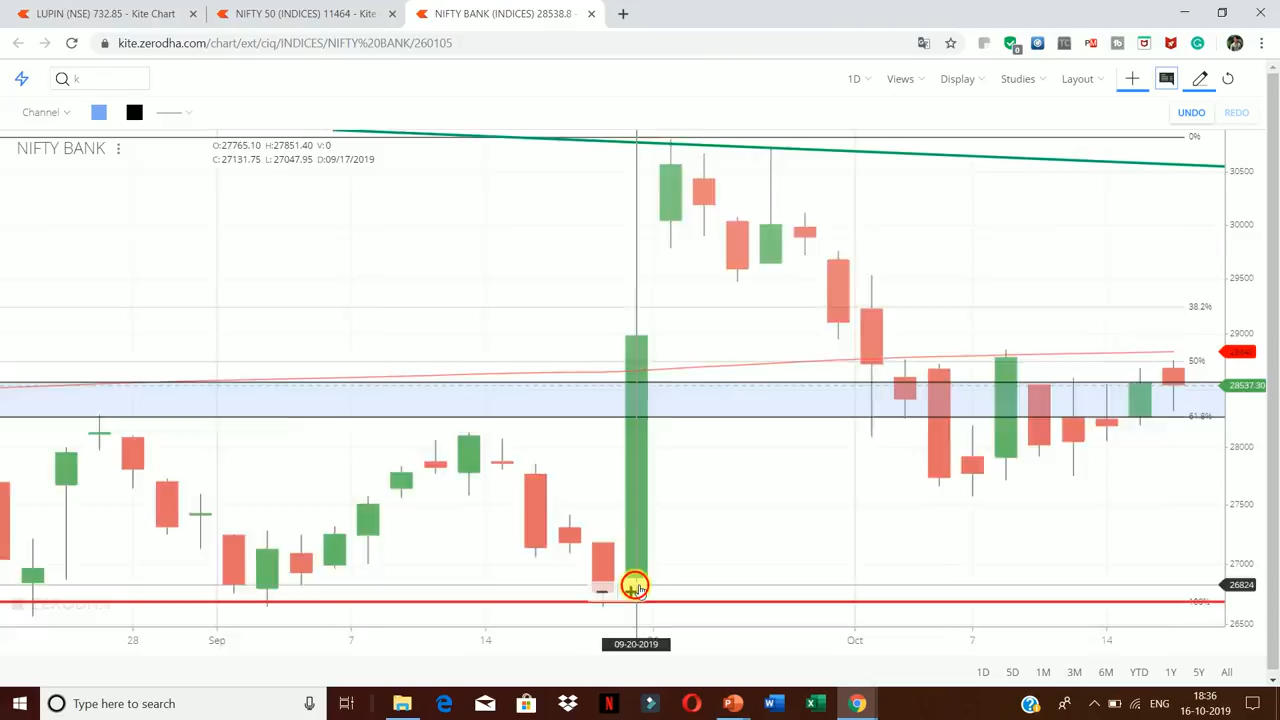 LUPIN (NSE) 732.85 - Kite Chart
NIFTY 50 (INDICES) 11464 - Kite
NIFTY BANK (INDICES) 28538.8 -
kite.zerodha.com/chart/ext/ciq/INDICES/NIFTY%20BANK/260105
k
1D
Views
Display
Studies
Layout
Channel
UNDO
REDO
NIFTY BANK
O:27765.10 H:27851.40 V:0
C:27131.75 L:27047.95 D:09/17/2019
0%
30500
30000
29500
38.2%
29000
50%
28537.30
61.8%
28000
27500
27000
26824
100%
26500
ZERODHA
28
Sep
7
14
09-20-2019
Oct
7
14
1D
5D
1M
3M
6M
YTD
1Y
5Y
All
Type here to search
ENG
18:36
16-10-2019